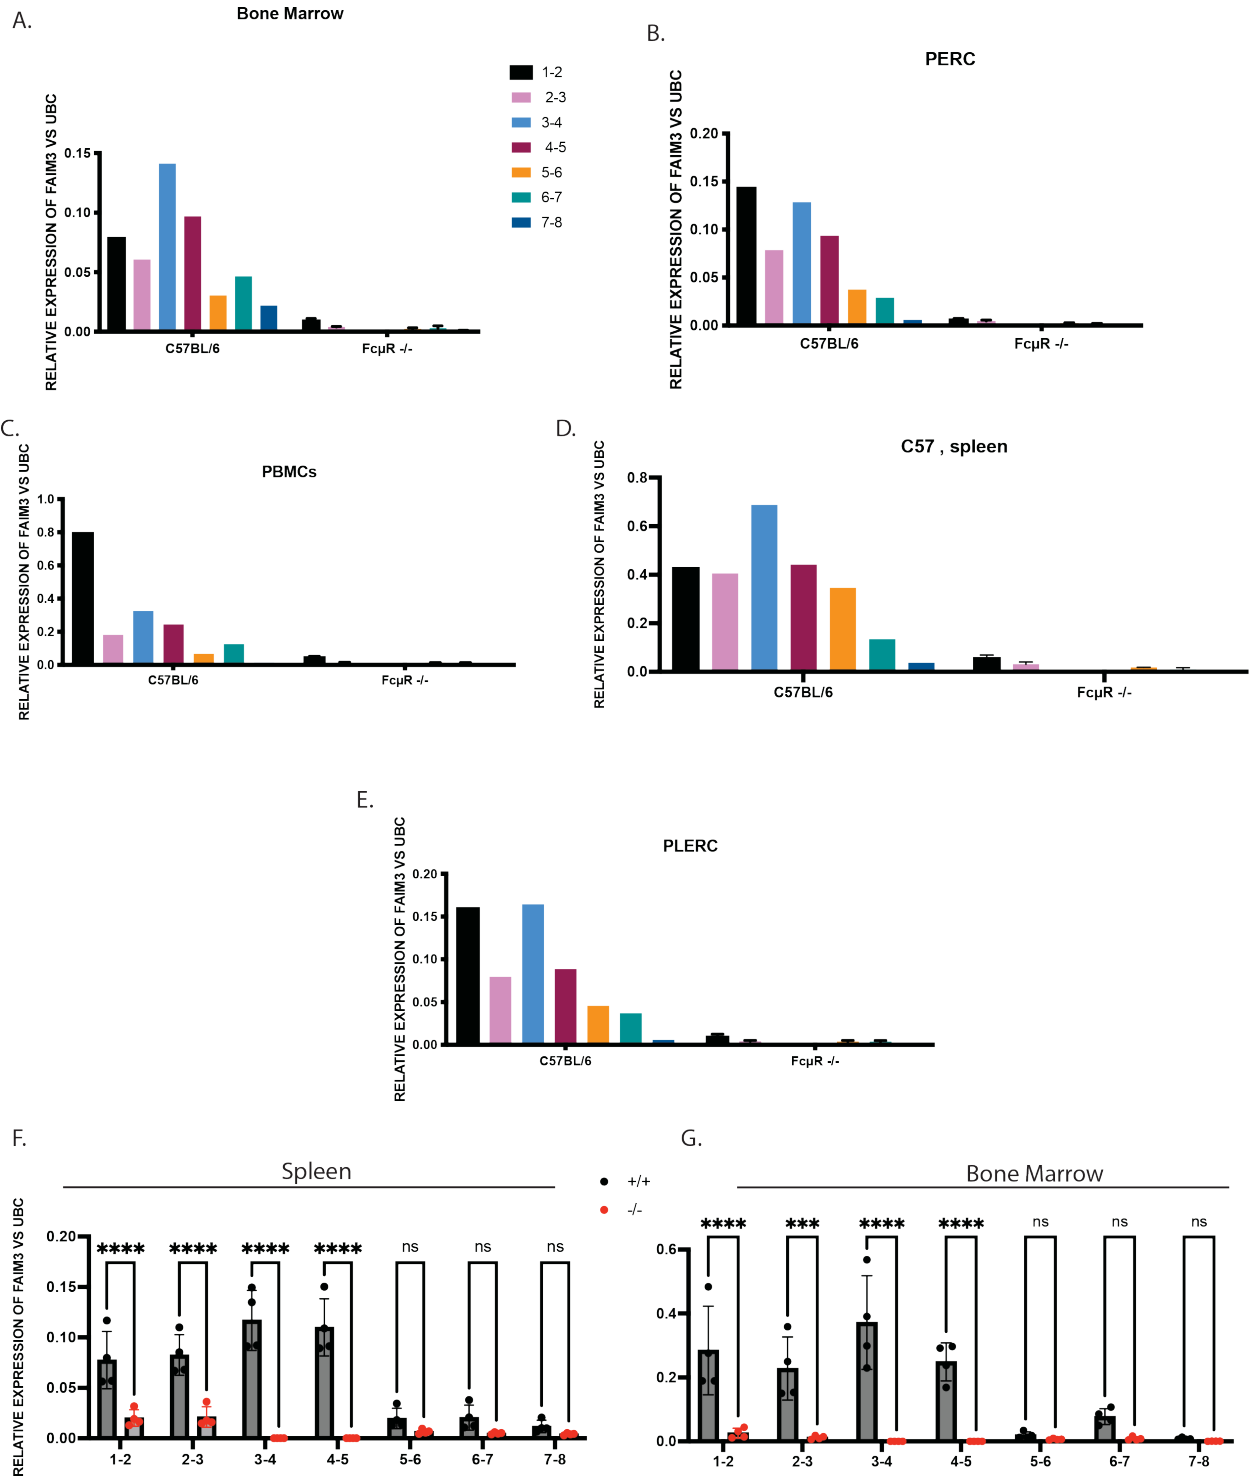 A.
Bone Marrow
RELATIVE EXPRESSION OF FAIM3 VS UBC
0.15
0.10
0.05
0.00
C57BL/6
FcμR -/-
1-2
2-3
3-4
4-5
5-6
6-7
7-8
B.
PERC
RELATIVE EXPRESSION OF FAIM3 VS UBC
0.20
0.15
0.10
0.05
0.00
C57BL/6
FcμR -/-
C.
PBMCs
RELATIVE EXPRESSION OF FAIM3 VS UBC
1.0
0.8
0.6
0.4
0.2
0.0
C57BL/6
FcμR -/-
D.
C57 , spleen
RELATIVE EXPRESSION OF FAIM3 VS UBC
0.8
0.6
0.4
0.2
0.0
C57BL/6
FcμR -/-
E.
PLERC
RELATIVE EXPRESSION OF FAIM3 VS UBC
0.20
0.15
0.10
0.05
0.00
C57BL/6
FcμR -/-
F.
Spleen
RELATIVE EXPRESSION OF FAIM3 VS UBC
0.20
0.15
0.10
0.05
0.00
**** **** **** **** ns ns ns
1-2 2-3 3-4 4-5 5-6 6-7 7-8
+/+
-/-
G.
Bone Marrow
0.6
0.4
0.2
0.0
**** *** **** **** ns ns ns
1-2 2-3 3-4 4-5 5-6 6-7 7-8